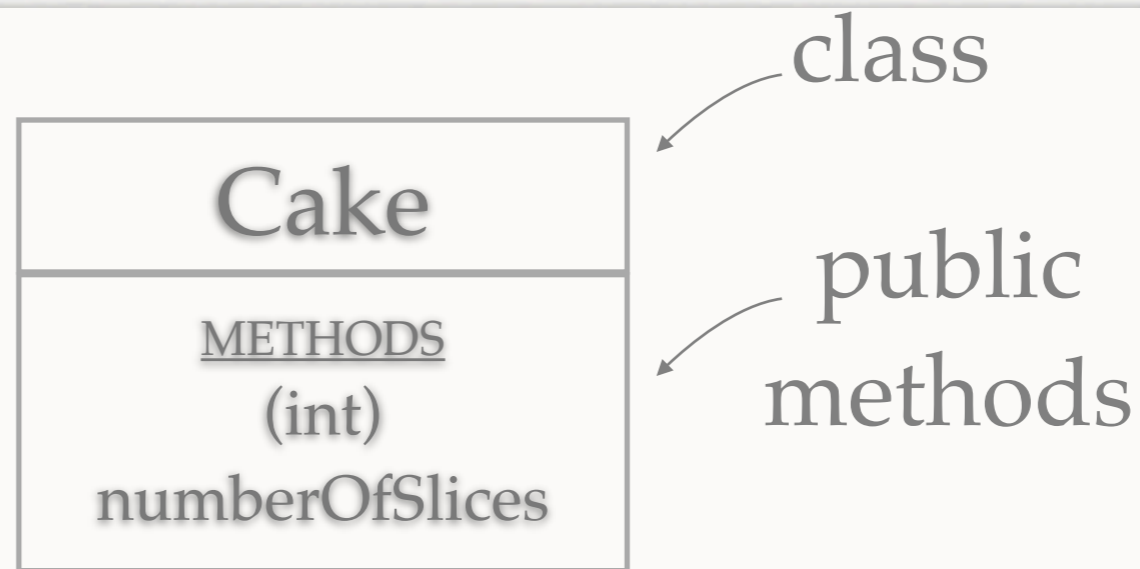 class
Cake
public
methods
METHODS
(int)
numberOfSlices